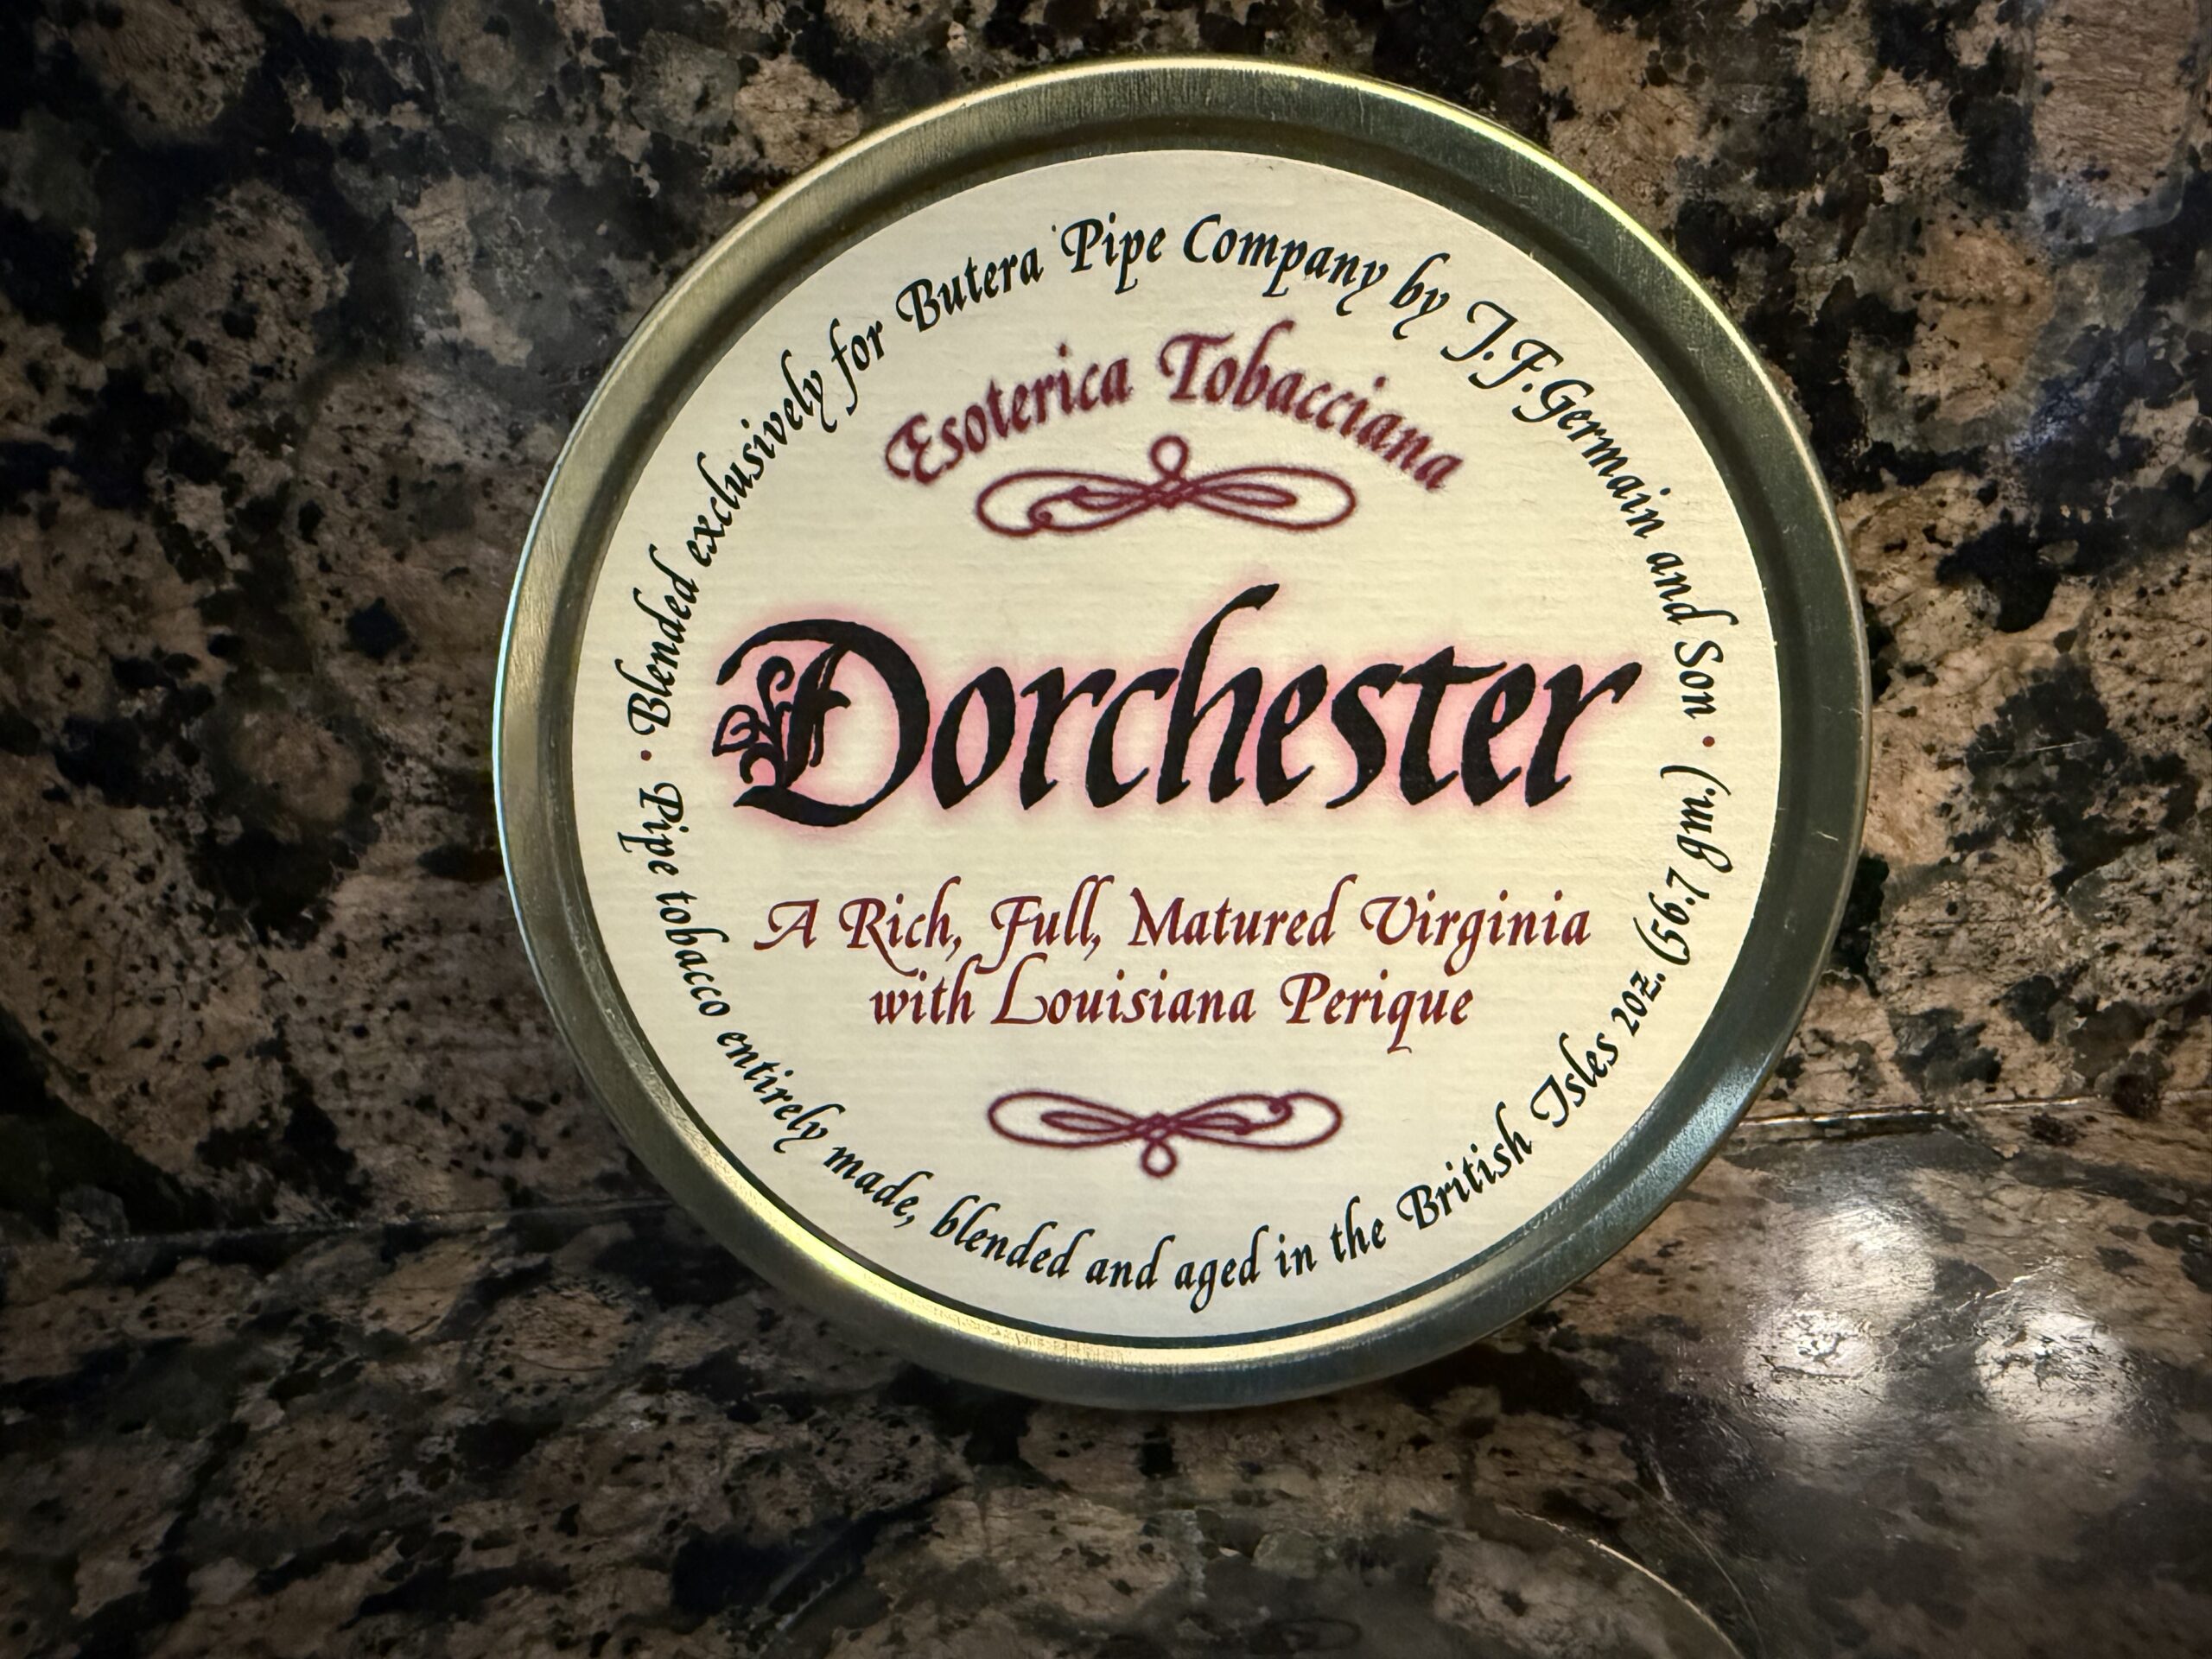 Blended exclusively for Butera Pipe Company by J.F.Germain and Son •
Esoterica Tobacciana
Dorchester
A Rich, Full, Matured Virginia
with Louisiana Perique
• Pipe tobacco entirely made, blended and aged in the British Isles 2oz. (56.7 gm.)